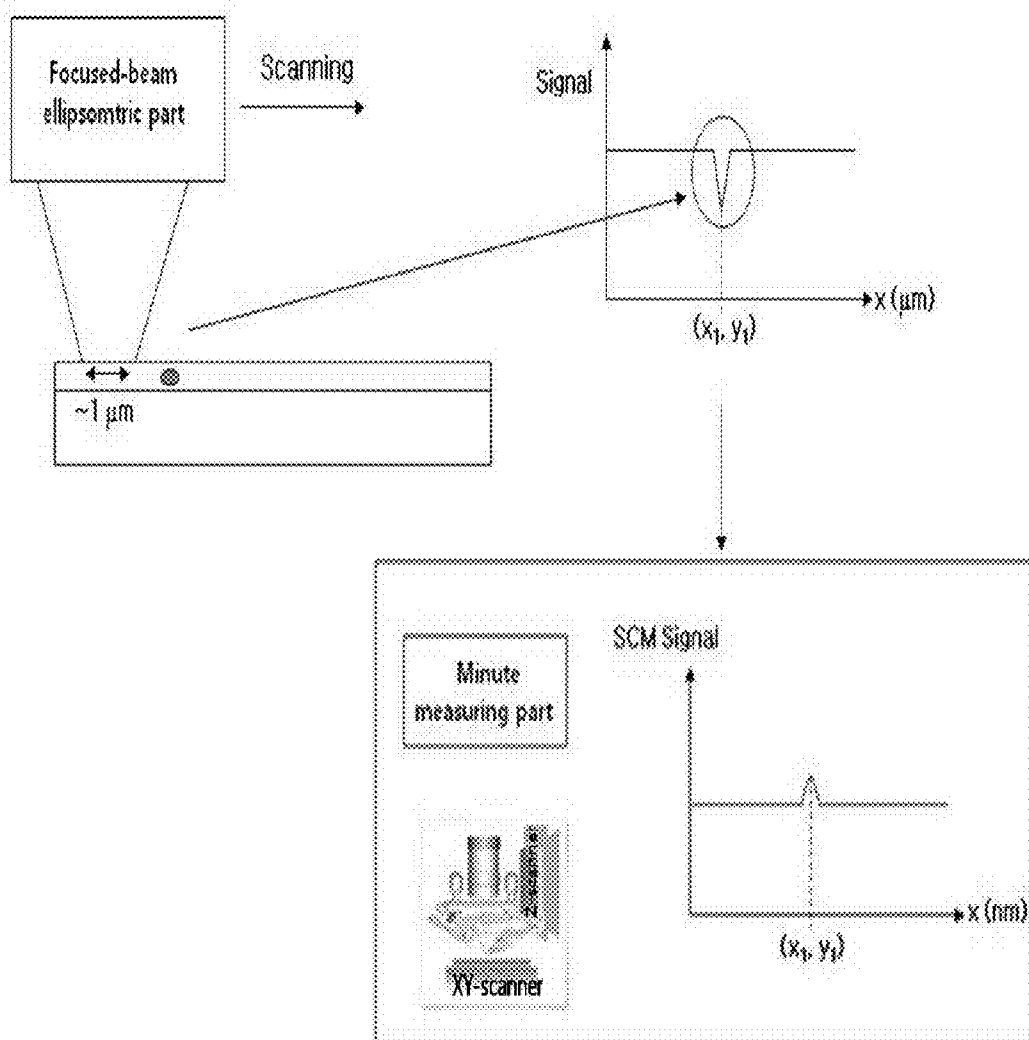 Focused-beam
ellipsomtric part
Scanning
Signal
x (μm)
(x₁, y₁)
~1 μm
Minute
measuring part
SCM Signal
Z-scanner
XY-scanner
x (nm)
(x₁, y₁)